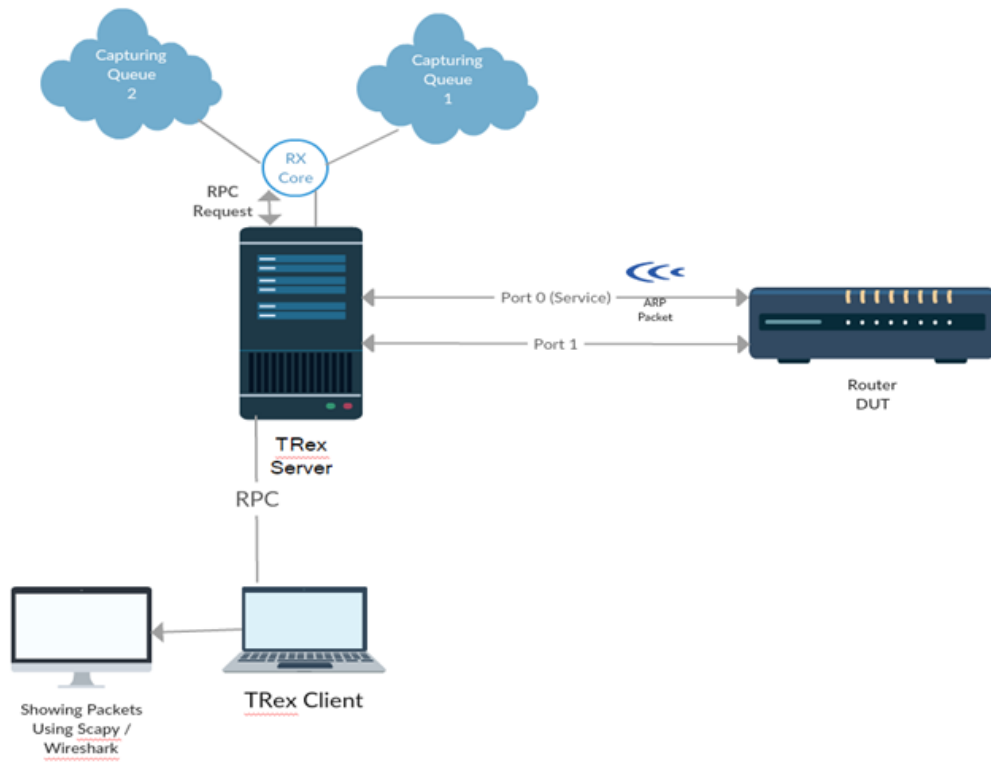 Capturing
Queue
2
Capturing
Queue
1
RX
Core
RPC
Request
Port 0 (Service)
ARP
Packet
Port 1
Router
DUT
TRex
Server
RPC
TRex Client
Showing Packets
Using Scapy /
Wireshark